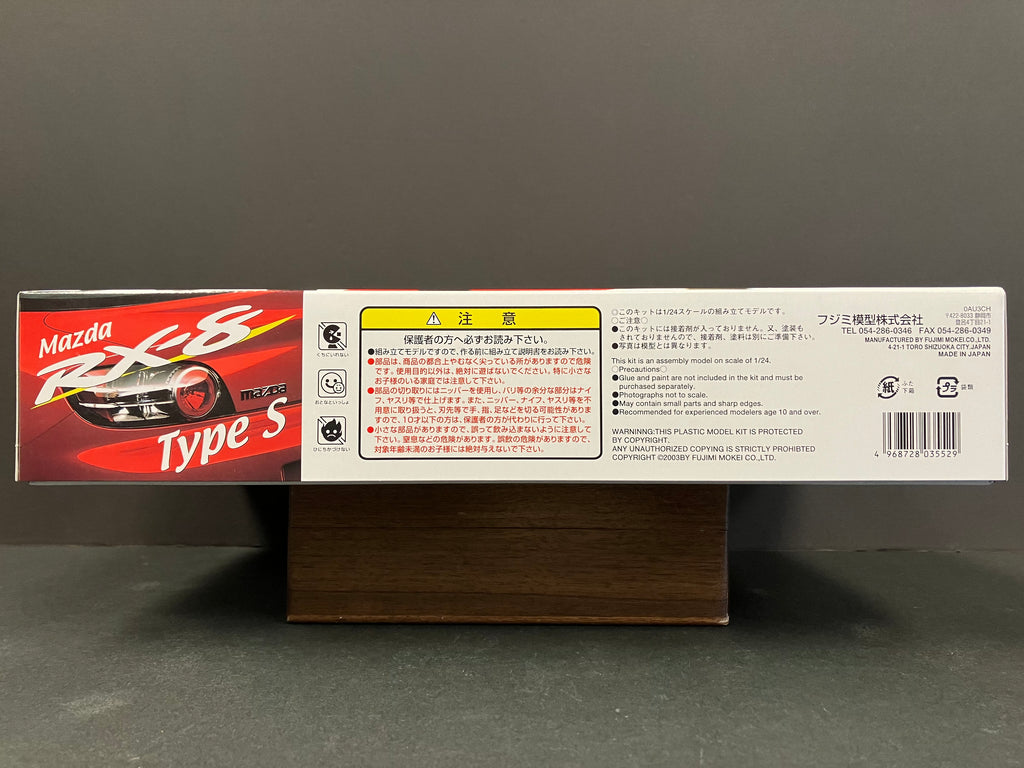 Mazda
RX-8
mazda
Type S
くちにいれない
おとなといっしょ
ひにちかづけない
注意
保護者の方へ必ずお読み下さい。
●組み立てモデルですので、作る前に組み立て説明書をお読み下さい。
●部品は、商品の都合上やむなく尖っている所がありますので危険
です。使用目的以外は、絶対に遊ばないでください。特に小さな
お子様のいる家庭では注意して下さい。
●部品の切り取りにはニッパーを使用し、バリ等の余分な部分はナイ
フ、ヤスリ等で仕上げます。また、ニッパー、ナイフ、ヤスリ等を不
用意に取り扱うと、刃先等で手、指、足などを切る可能性がありま
すので、10才以下の方は、保護者の方が代わりに行って下さい。
●小さな部品がありますので、誤って飲み込まないように注意して
下さい。窒息などの危険があります。誤飲の危険がありますので、
対象年齢未満のお子様には絶対与えないで下さい。
○このキットは1/24スケールの組み立てモデルです。
○ご注意○
●このキットには接着剤が入っておりません。又、塗装も
されておりませんので、接着剤、塗料は別にご準備下さい。
●写真は模型とは異なります。
This kit is an assembly model on scale of 1/24.
○Precautions○
●Glue and paint are not included in the kit and must be
purchased separately.
●Photographs not to scale.
●May contain small parts and sharp edges.
●Recommended for experienced modelers age 10 and over.
WARNINNG:THIS PLASTIC MODEL KIT IS PROTECTED
BY COPYRIGHT.
ANY UNAUTHORIZED COPYING IS STRICTLY PROHIBTED
COPYRIGHT ©2003BY FUJIMI MOKEI CO.,LTD.
0AU3CH
フジミ模型株式会社
〒422-8033 静岡市
登呂4丁目21-1
TEL 054-286-0346 FAX 054-286-0349
MANUFACTURED BY FUJIMI MOKEI.CO.,LTD.
4-21-1 TORO SHIZUOKA CITY.JAPAN
MADE IN JAPAN
紙
ふた
下箱
プラ
袋類
4 968728 035529